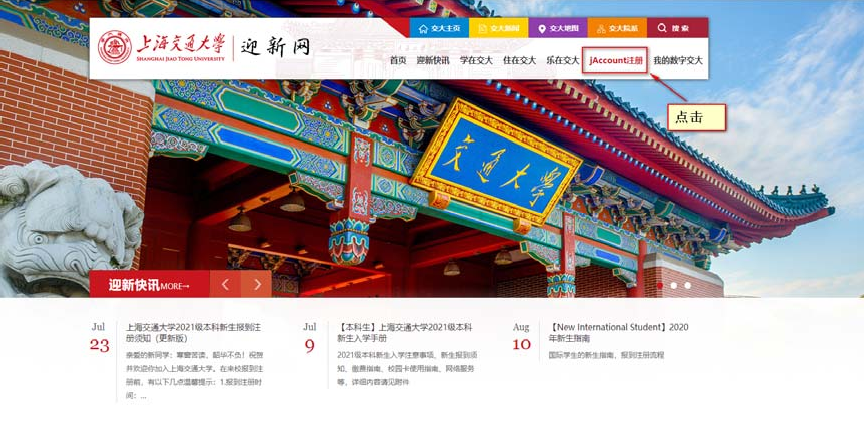 上海交通大学
SHANGHAI JIAO TONG UNIVERSITY
迎新网
交大主页
交大新闻
交大地图
交大院系
搜索
首页 迎新快讯 学在交大 住在交大 乐在交大 jAccount注册 我的数字交大
点击
交通大学
迎新快讯MORE→
Jul
23
上海交通大学2021级本科新生报到注
册须知（更新版）
亲爱的新同学：寒窗苦读，韶华不负！祝贺
并欢迎你加入上海交通大学。在来校报到注
册前，有以下几点温馨提示：1.报到注册时
间：...
Jul
9
【本科生】上海交通大学2021级本科
新生入学手册
2021级本科新生入学注意事项、新生报到须
知、缴费指南、校园卡使用指南、网络服务
等，详细内容请见附件
Aug
10
【New International Student】2020
年新生指南
国际学生的新生指南，报到注册流程